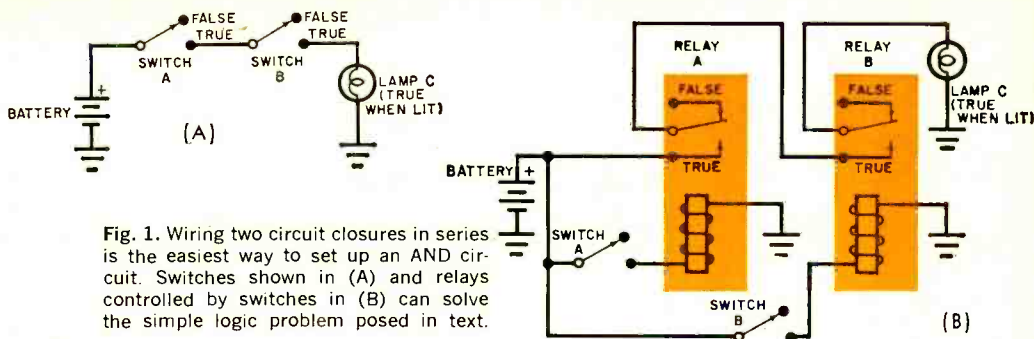 FALSE
TRUE
FALSE
TRUE
SWITCH
A
SWITCH
B
+
BATTERY
LAMP C
(TRUE
WHEN LIT)
(A)
Fig. 1. Wiring two circuit closures in series
is the easiest way to set up an AND cir-
cuit. Switches shown in (A) and relays
controlled by switches in (B) can solve
the simple logic problem posed in text.
RELAY
A
RELAY
B
LAMP C
(TRUE
WHEN LIT)
FALSE
TRUE
FALSE
TRUE
BATTERY
+
SWITCH
A
SWITCH
B
(B)